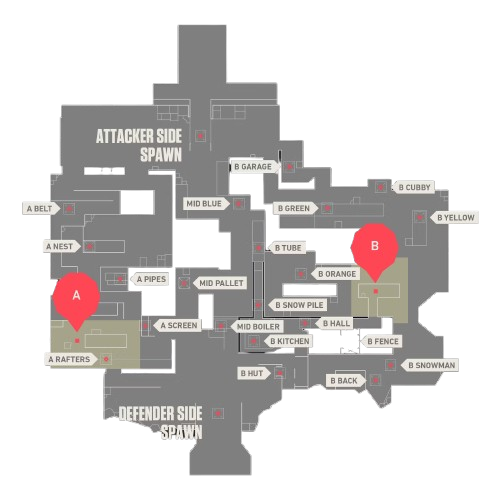 ATTACKER SIDE
SPAWN
B GARAGE
B CUBBY
A BELT
MID BLUE
B GREEN
B YELLOW
A NEST
B TUBE
B
A PIPES
MID PALLET
B ORANGE
A
B SNOW PILE
A SCREEN
MID BOILER
B HALL
B KITCHEN
B FENCE
A RAFTERS
B HUT
B SNOWMAN
B BACK
DEFENDER SIDE
SPAWN